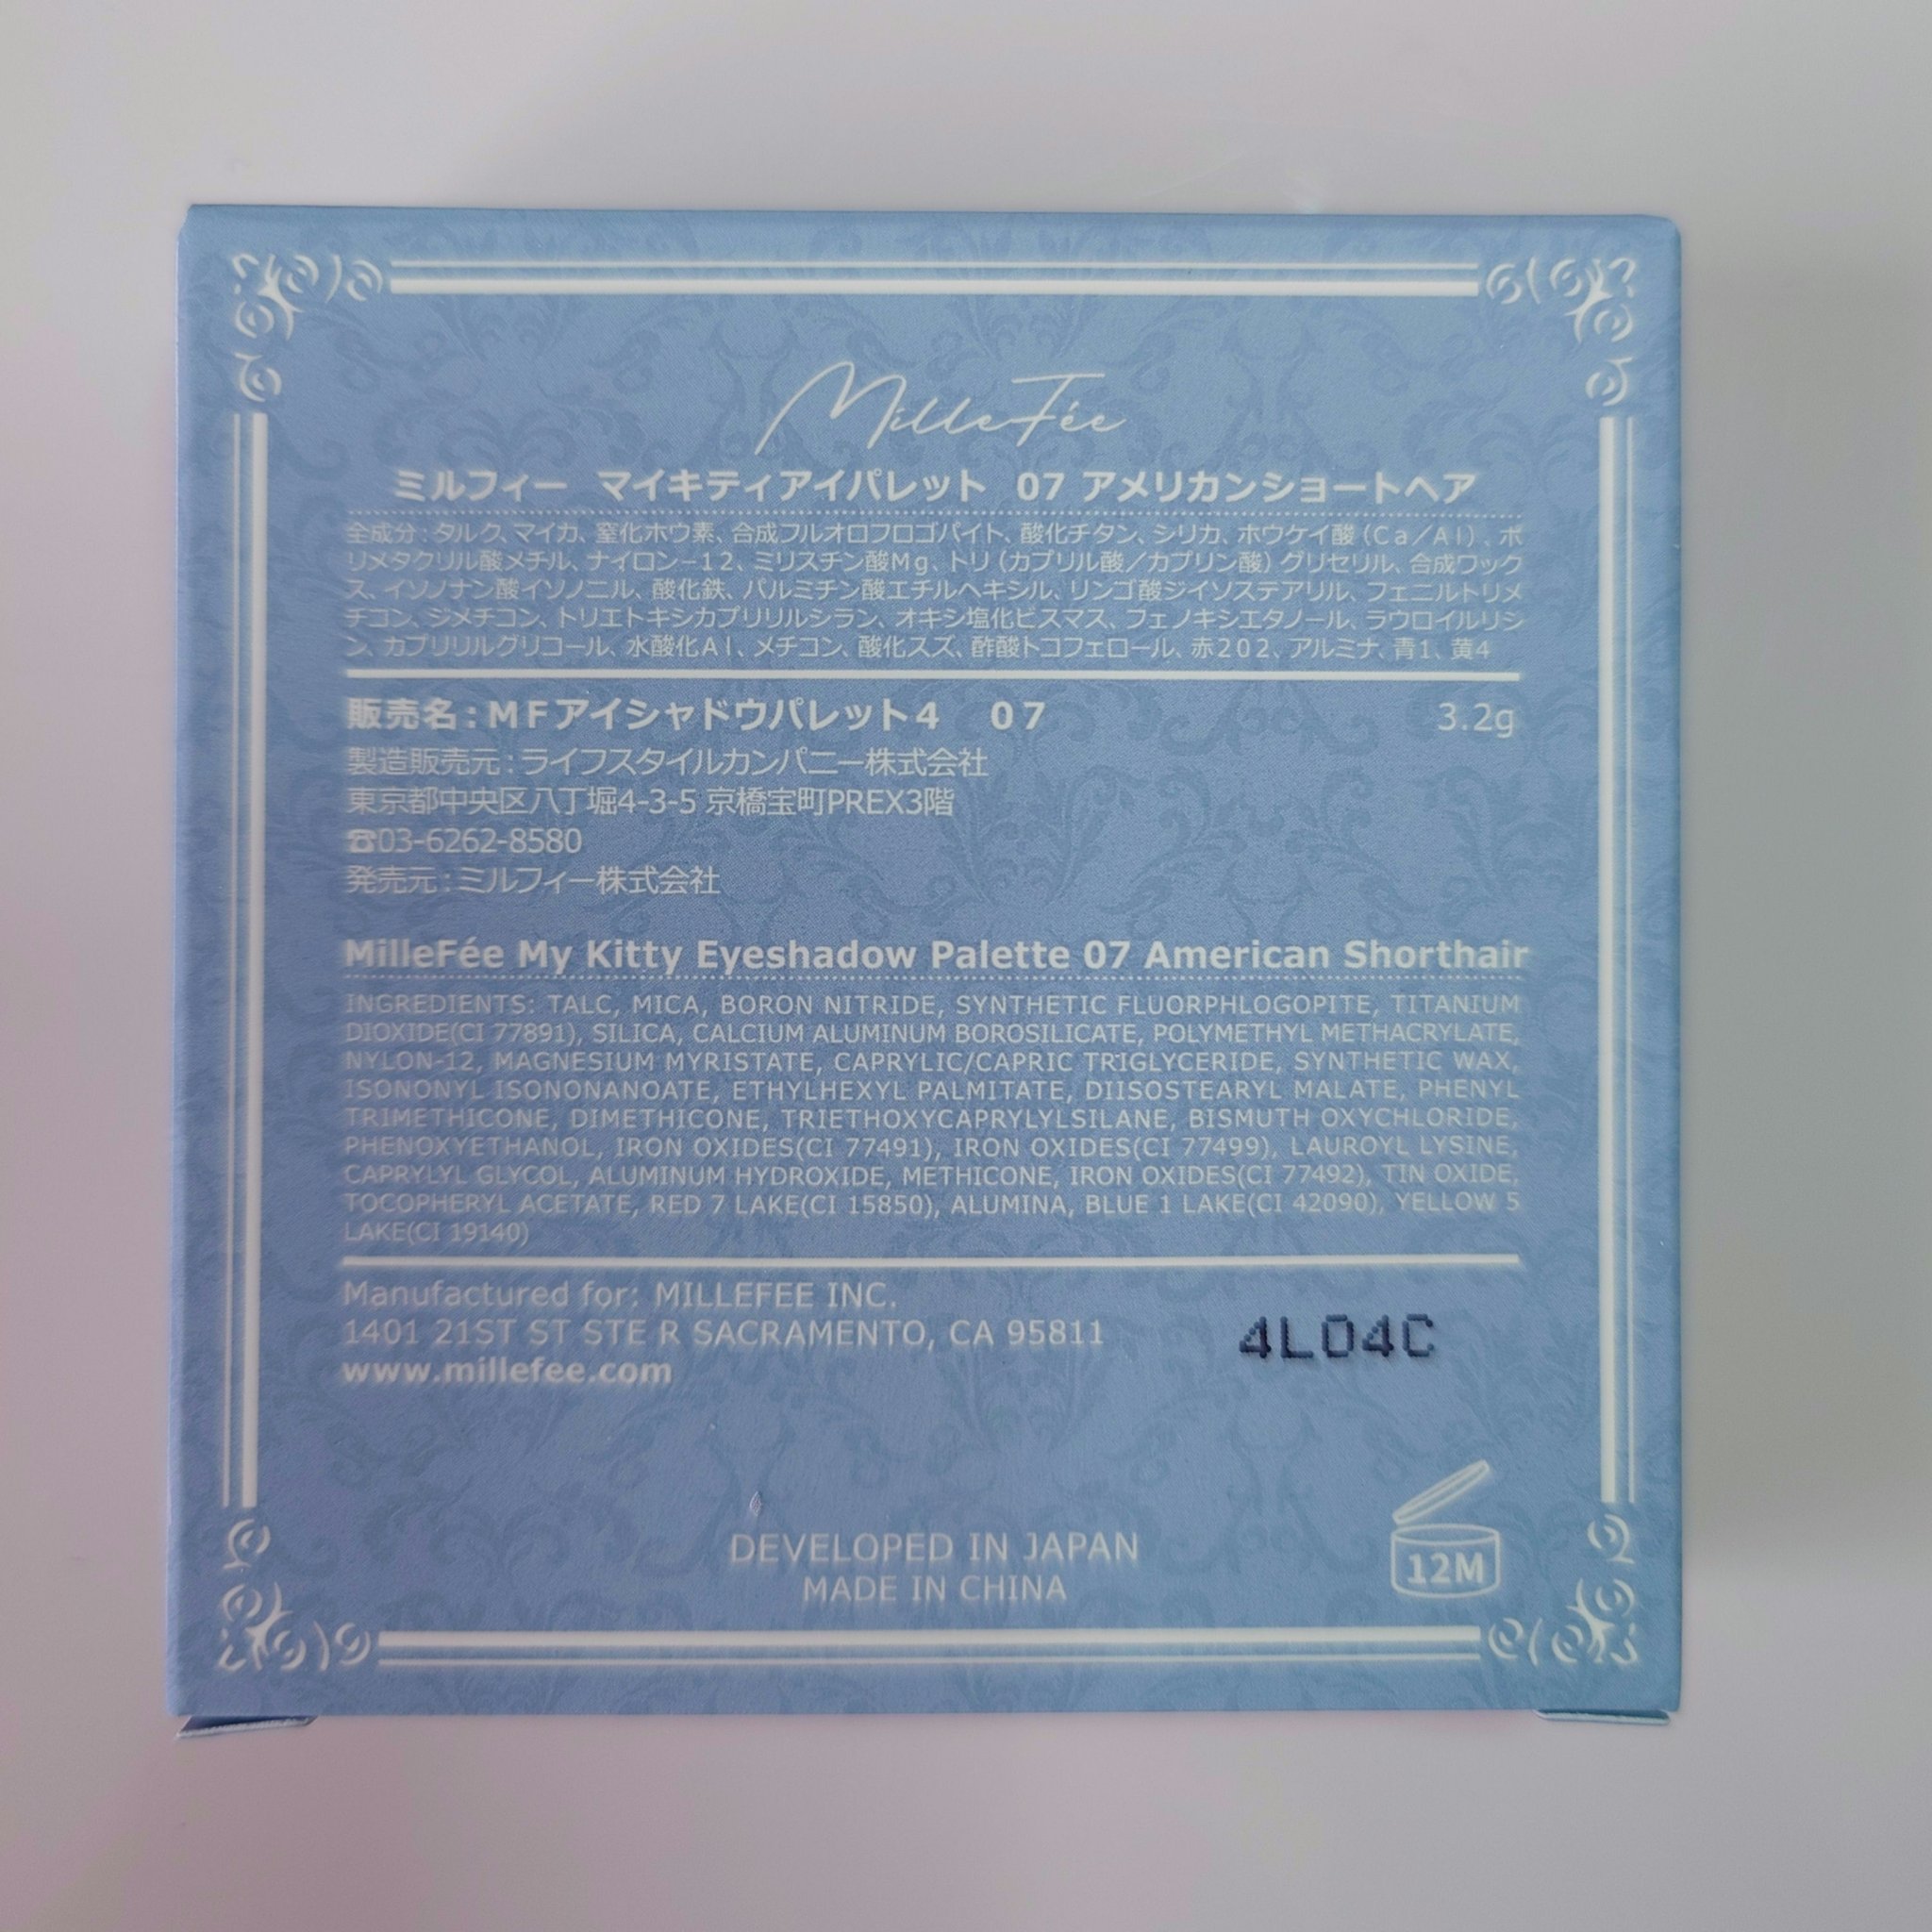 MilleFée
ミルフィー マイキティアイパレット 07 アメリカンショートヘア
全成分：タルク、マイカ、窒化ホウ素、合成フルオロフロゴパイト、酸化チタン、シリカ、ホウケイ酸（Ca／Al）、ポ
リメタクリル酸メチル、ナイロン−12、ミリスチン酸Mg、トリ（カプリル酸／カプリン酸）グリセリル、合成ワック
ス、イソノナン酸イソノニル、酸化鉄、パルミチン酸エチルヘキシル、リンゴ酸ジイソステアリル、フェニルトリメ
チコン、ジメチコン、トリエトキシカプリリルシラン、オキシ塩化ビスマス、フェノキシエタノール、ラウロイルリシ
ン、カプリリルグリコール、水酸化Al、メチコン、酸化スズ、酢酸トコフェロール、赤202、アルミナ、青1、黄4
販売名：MFアイシャドウパレット4 07 3.2g
製造販売元：ライフスタイルカンパニー株式会社
東京都中央区八丁堀4-3-5 京橋宝町PREX3階
☎03-6262-8580
発売元：ミルフィー株式会社
MilleFée My Kitty Eyeshadow Palette 07 American Shorthair
INGREDIENTS: TALC, MICA, BORON NITRIDE, SYNTHETIC FLUORPHLOGOPITE, TITANIUM
DIOXIDE(CI 77891), SILICA, CALCIUM ALUMINUM BOROSILICATE, POLYMETHYL METHACRYLATE,
NYLON-12, MAGNESIUM MYRISTATE, CAPRYLIC/CAPRIC TRIGLYCERIDE, SYNTHETIC WAX,
ISONONYL ISONONANOATE, ETHYLHEXYL PALMITATE, DIISOSTEARYL MALATE, PHENYL
TRIMETHICONE, DIMETHICONE, TRIETHOXYCAPRYLYLSILANE, BISMUTH OXYCHLORIDE,
PHENOXYETHANOL, IRON OXIDES(CI 77491), IRON OXIDES(CI 77499), LAUROYL LYSINE,
CAPRYLYL GLYCOL, ALUMINUM HYDROXIDE, METHICONE, IRON OXIDES(CI 77492), TIN OXIDE,
TOCOPHERYL ACETATE, RED 7 LAKE(CI 15850), ALUMINA, BLUE 1 LAKE(CI 42090), YELLOW 5
LAKE(CI 19140)
Manufactured for: MILLEFEE INC.
1401 21ST ST STE R SACRAMENTO, CA 95811
www.millefee.com
4L04C
DEVELOPED IN JAPAN
MADE IN CHINA
12M